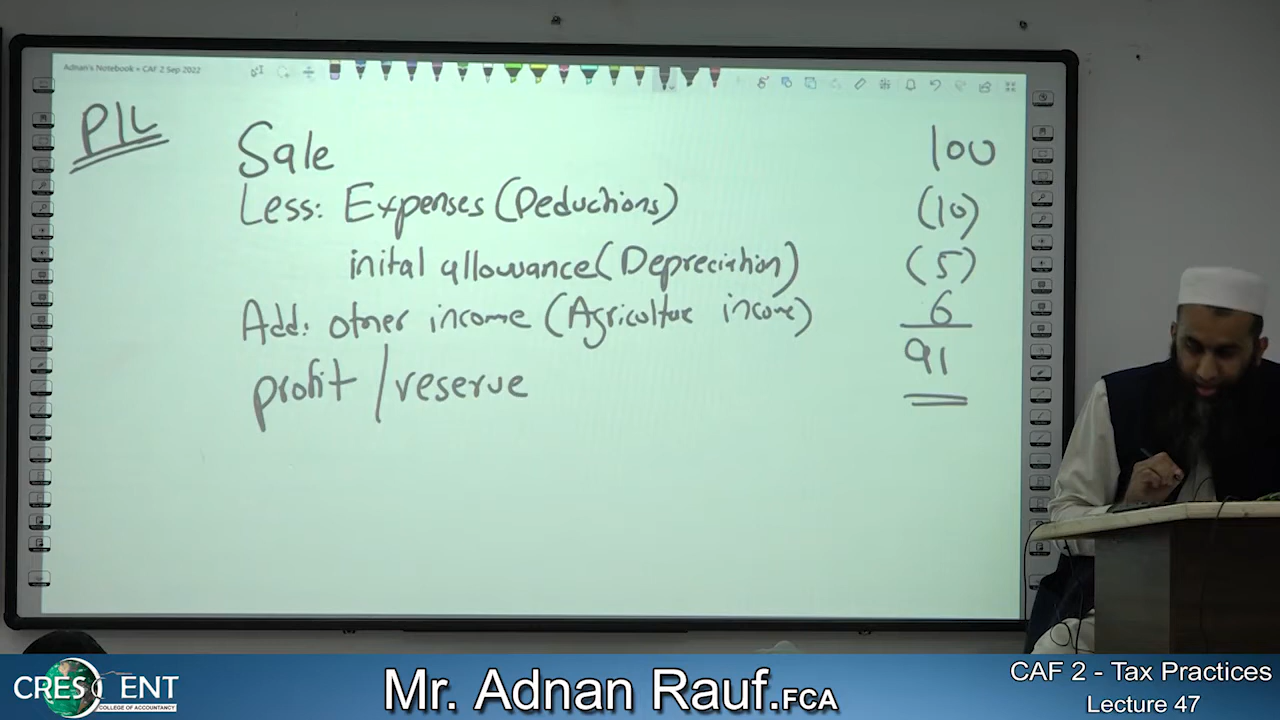 Adnan's Notebook » CAF 2 Sep-2022
P/L
Sale 100
Less: Expenses (Deductions) (10)
inital allowance (Depreciation) (5)
Add: other income (Agricultue income) 6
91
profit / reserve
CRESCENT
COLLEGE OF ACCOUNTANCY
Mr. Adnan Rauf.FCA
CAF 2 - Tax Practices
Lecture 47